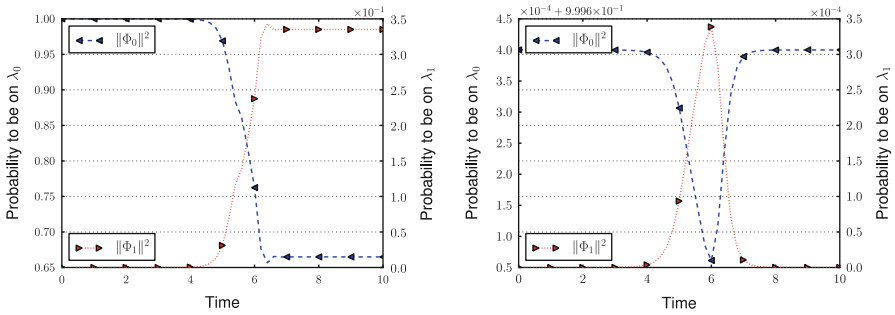 ×10⁻¹
1.00
0.95
0.90
0.85
0.80
0.75
0.70
0.65
Probability to be on λ₀
‖Φ₀‖²
‖Φ₁‖²
3.5
3.0
2.5
2.0
1.5
1.0
0.5
0.0
Probability to be on λ₁
0 2 4 6 8 10
Time
×10⁻⁴ + 9.996 ×10⁻¹
×10⁻⁴
4.5
4.0
3.5
3.0
2.5
2.0
1.5
1.0
0.5
Probability to be on λ₀
‖Φ₀‖²
‖Φ₁‖²
3.5
3.0
2.5
2.0
1.5
1.0
0.5
0.0
Probability to be on λ₁
0 2 4 6 8 10
Time